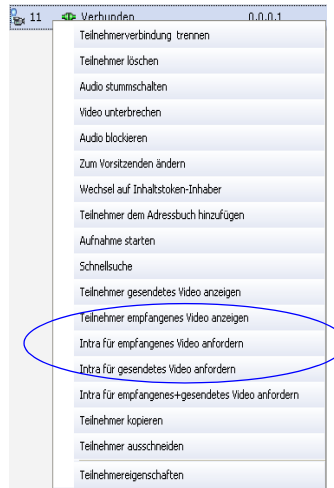 11 Verbunden 0.0.0.1
Teilnehmerverbindung trennen
Teilnehmer löschen
Audio stummschalten
Video unterbrechen
Audio blockieren
Zum Vorsitzenden ändern
Wechsel auf Inhaltstoken-Inhaber
Teilnehmer dem Adressbuch hinzufügen
Aufnahme starten
Schnellsuche
Teilnehmer gesendetes Video anzeigen
Teilnehmer empfangenes Video anzeigen
Intra für empfangenes Video anfordern
Intra für gesendetes Video anfordern
Intra für empfangenes+gesendetes Video anfordern
Teilnehmer kopieren
Teilnehmer ausschneiden
Teilnehmereigenschaften